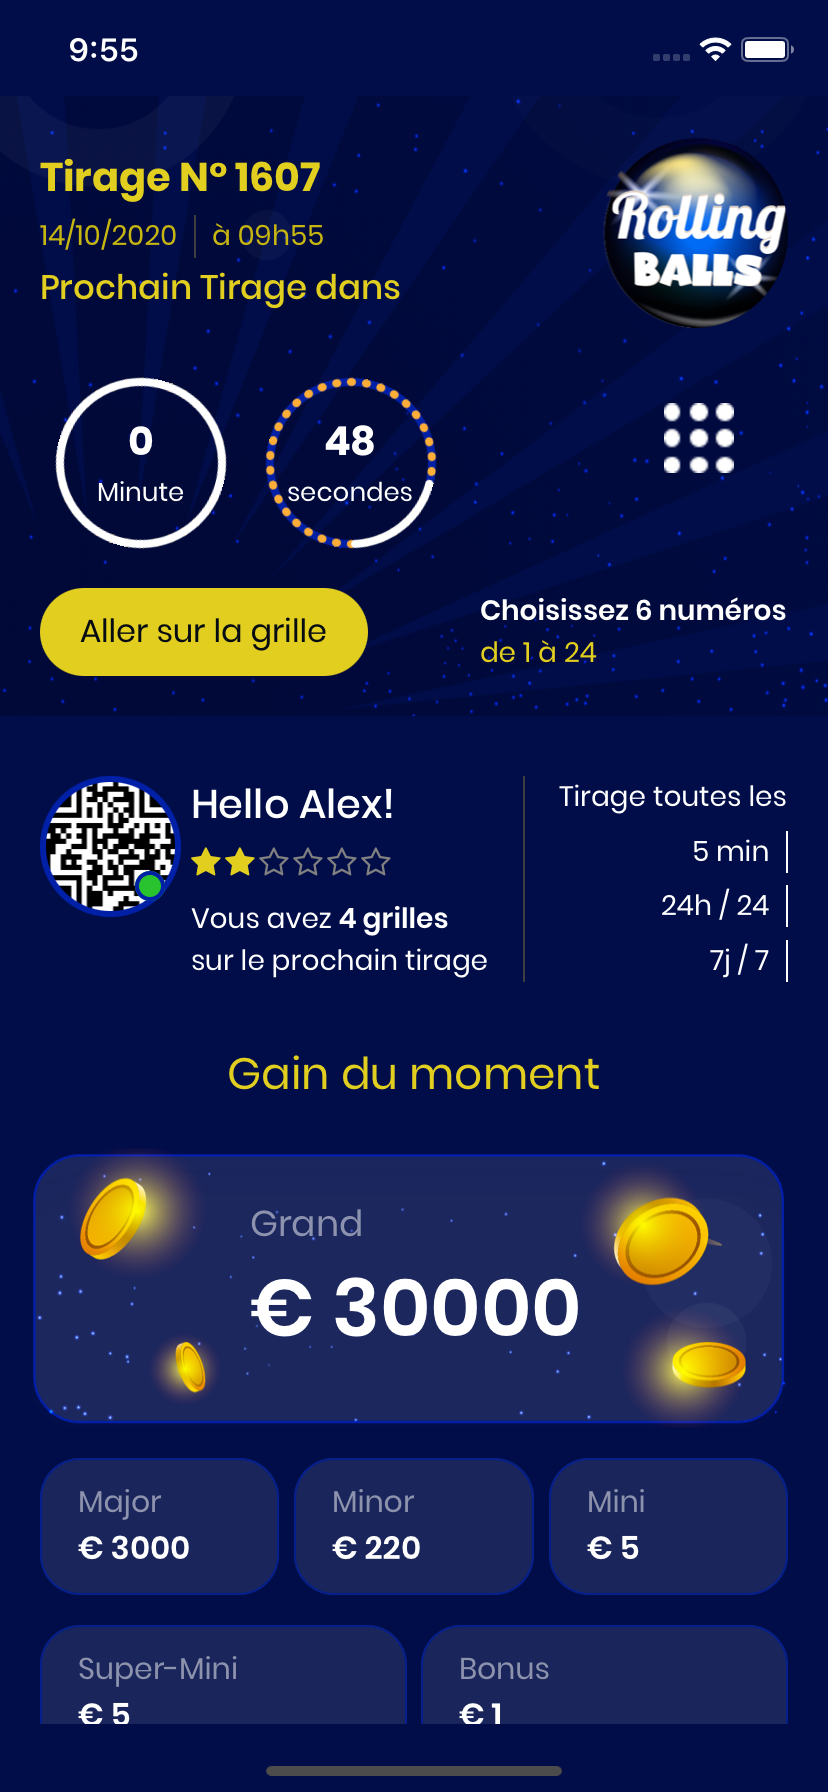 9:55
Tirage N° 1607
14/10/2020 à 09h55
Prochain Tirage dans
Rolling
BALLS
0
Minute
48
secondes
Aller sur la grille
Choisissez 6 numéros
de 1 à 24
Hello Alex!
Vous avez 4 grilles
sur le prochain tirage
Tirage toutes les
5 min
24h / 24
7j / 7
Gain du moment
Grand
€ 30000
Major
€ 3000
Minor
€ 220
Mini
€ 5
Super-Mini
€ 5
Bonus
€ 1